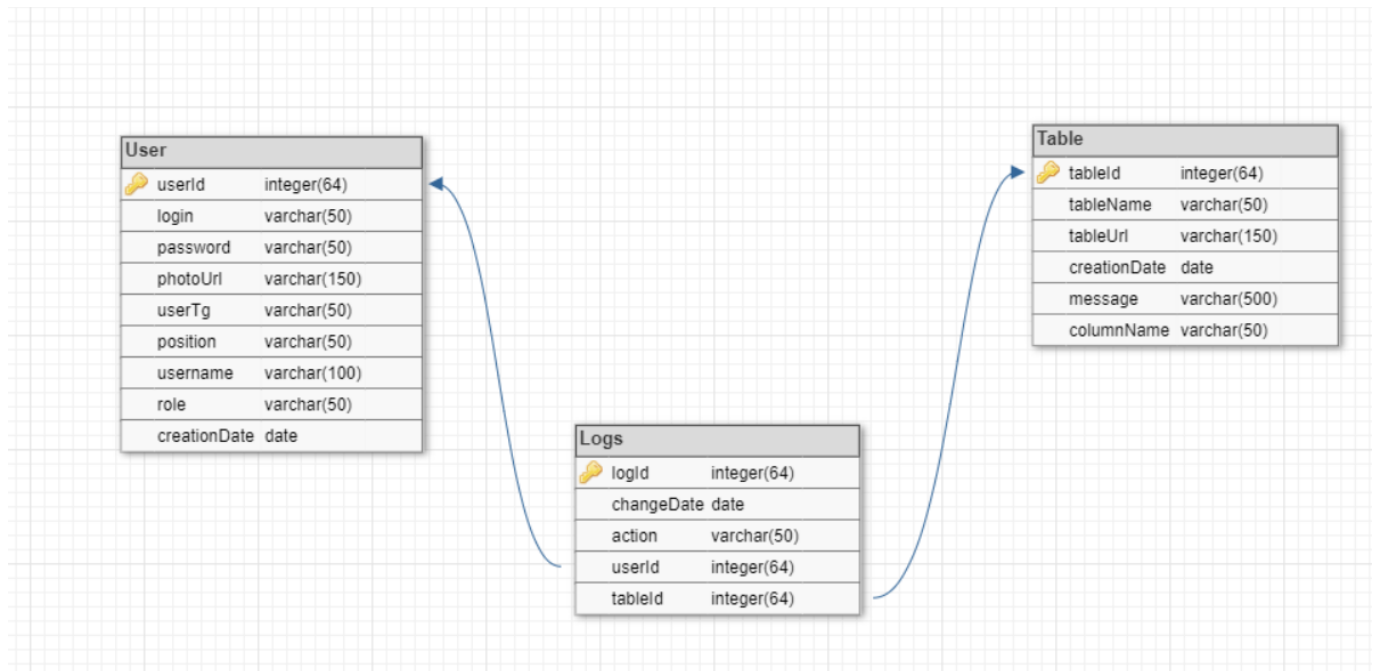 User
userId integer(64)
login varchar(50)
password varchar(50)
photoUrl varchar(150)
userTg varchar(50)
position varchar(50)
username varchar(100)
role varchar(50)
creationDate date
Table
tableId integer(64)
tableName varchar(50)
tableUrl varchar(150)
creationDate date
message varchar(500)
columnName varchar(50)
Logs
logId integer(64)
changeDate date
action varchar(50)
userId integer(64)
tableId integer(64)